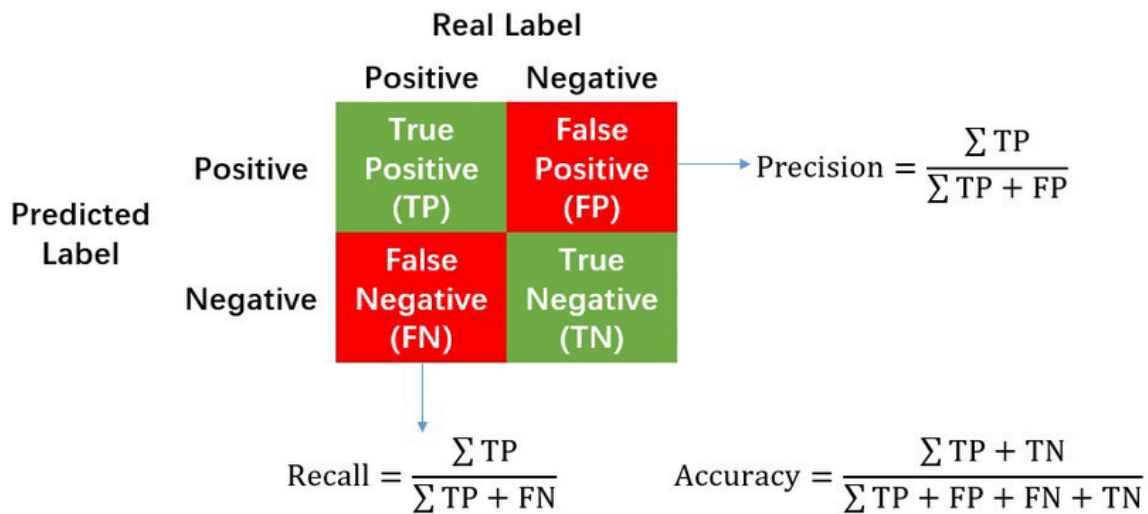 Real Label
Positive Negative
True Positive (TP)
False Positive (FP)
Positive
Precision = ∑ TP / ∑ TP + FP
Predicted Label
Negative
False Negative (FN)
True Negative (TN)
Recall = ∑ TP / ∑ TP + FN
Accuracy = ∑ TP + TN / ∑ TP + FP + FN + TN